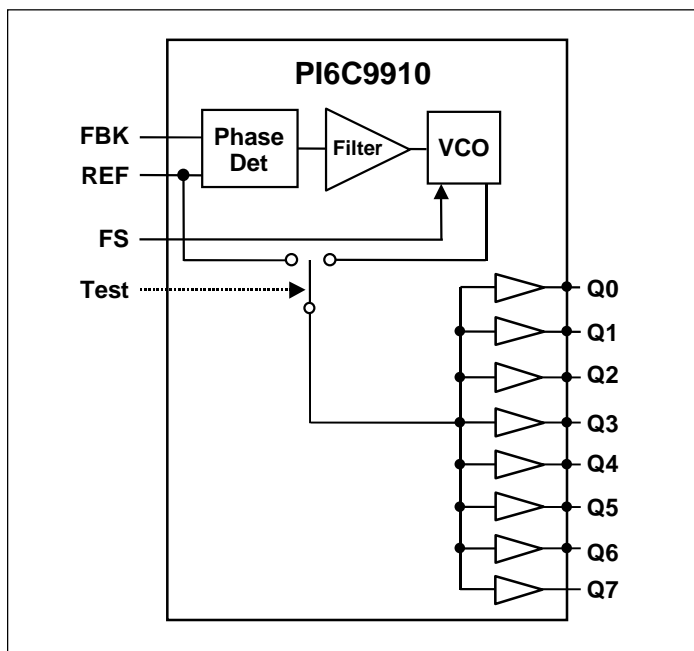 PI6C9910
FBK
REF
FS
Test
Phase
Det
Filter
VCO
Q0
Q1
Q2
Q3
Q4
Q5
Q6
Q7